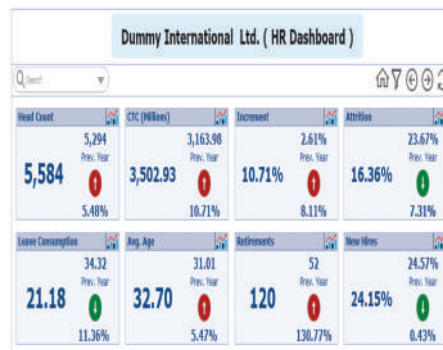 Dummy International Ltd. ( HR Dashboard )
Search
Head Count
5,294
Prev. Year
5,584
5.48%
CTC (Millions)
3,163.98
Prev. Year
3,502.93
10.71%
Increment
2.61%
Prev. Year
10.71%
8.11%
Attrition
23.67%
Prev. Year
16.36%
7.31%
Leave Consumption
34.32
Prev. Year
21.18
11.36%
Avg. Age
31.01
Prev. Year
32.70
5.47%
Retirements
52
Prev. Year
120
130.77%
New Hires
24.57%
Prev. Year
24.15%
0.43%